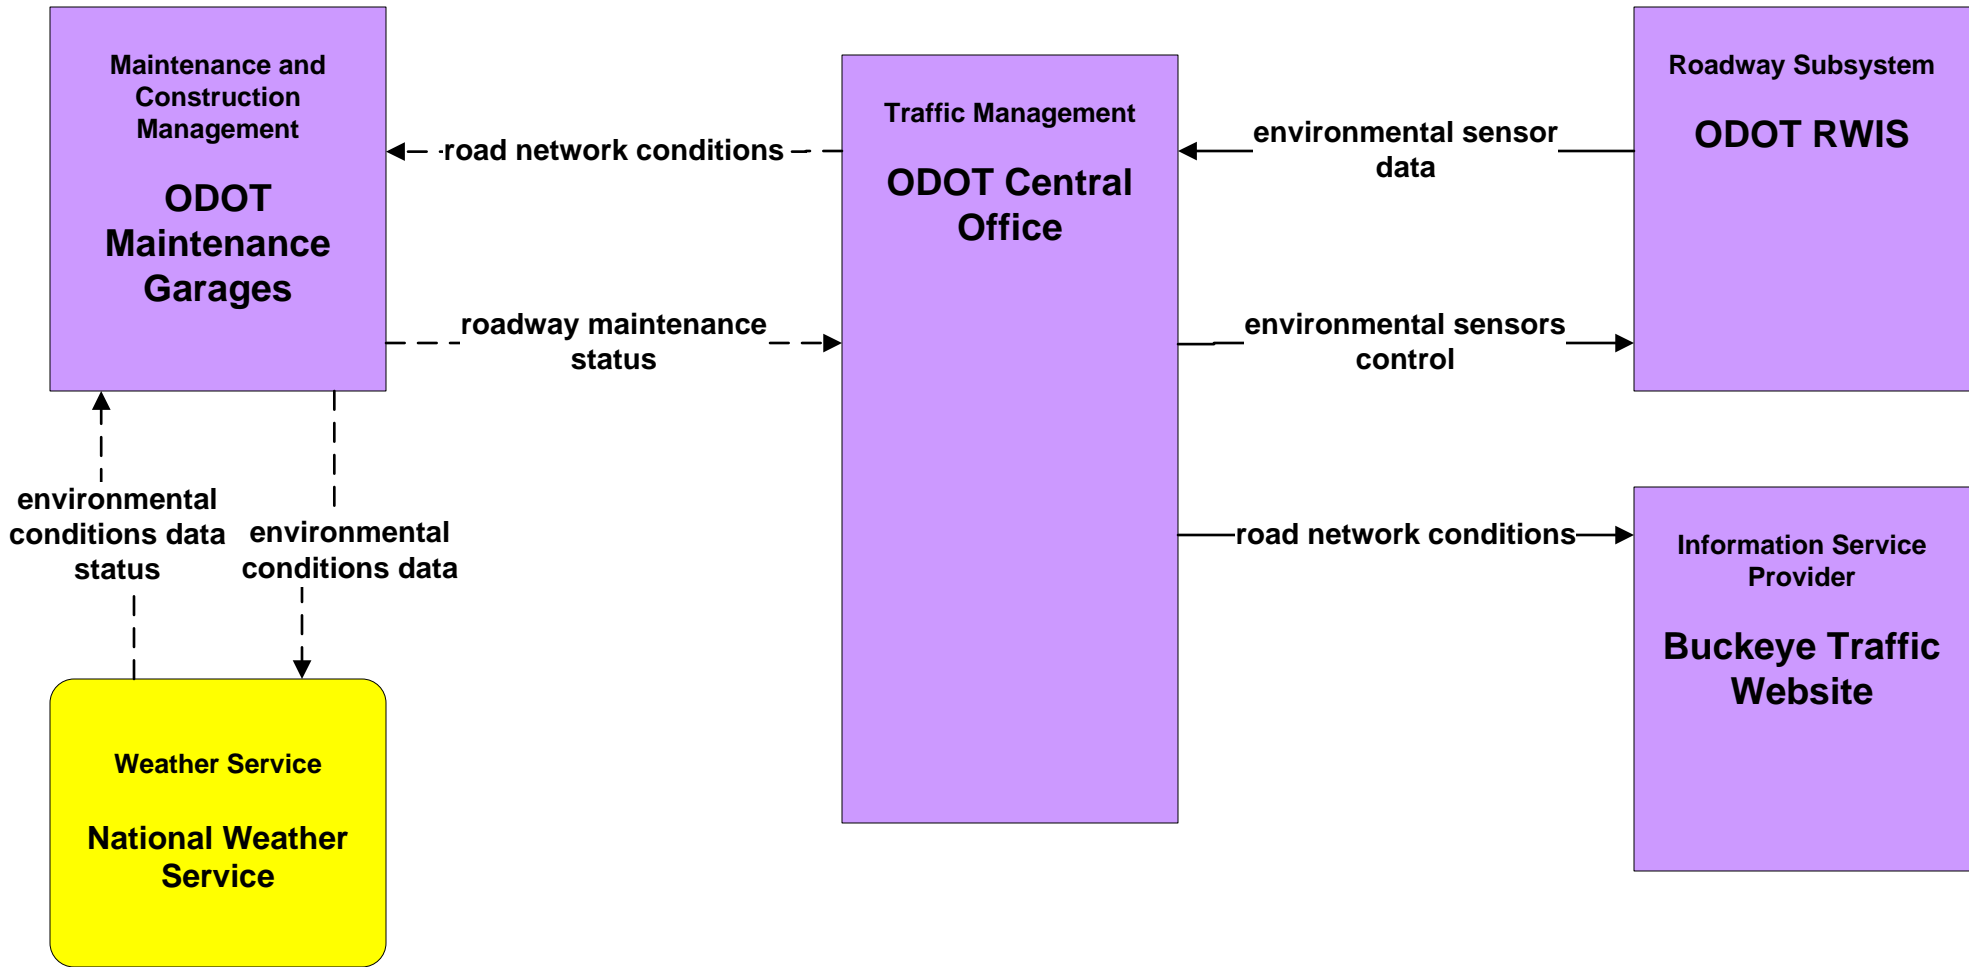 Maintenance and
Construction
Management
ODOT
Maintenance
Garages
road network conditions
roadway maintenance
status
Traffic Management
ODOT Central
Office
environmental sensor
data
environmental sensors
control
road network conditions
Roadway Subsystem
ODOT RWIS
Information Service
Provider
Buckeye Traffic
Website
environmental
conditions data
status
environmental
conditions data
Weather Service
National Weather
Service